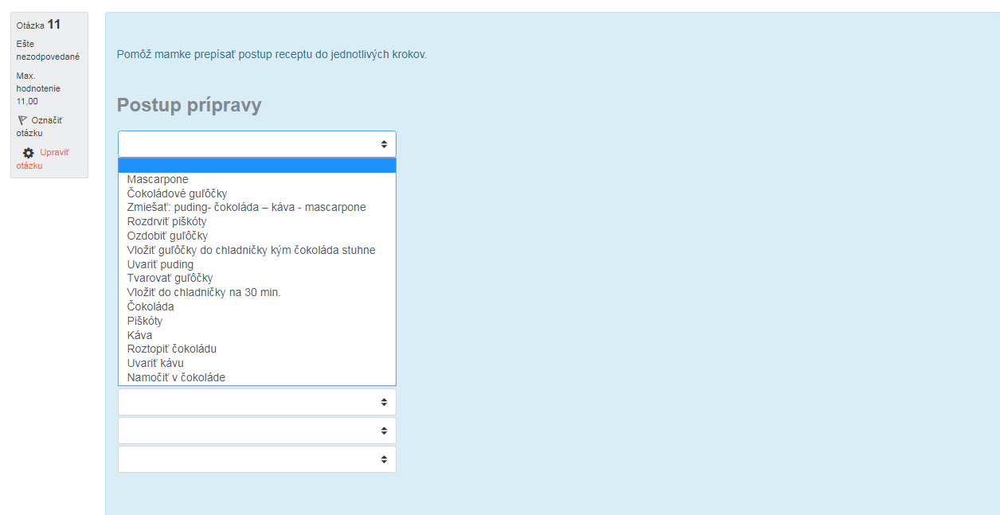 Otázka 11
Ešte
nezodpovedané
Max.
hodnotenie
11,00
Označiť
otázku
Upraviť
otázku
Pomôž mamke prepísať postup receptu do jednotlivých krokov.
Postup prípravy
Mascarpone
Čokoládové guľôčky
Zmiešať: puding- čokoláda – káva - mascarpone
Rozdrviť piškóty
Ozdobiť guľôčky
Vložiť guľôčky do chladničky kým čokoláda stuhne
Uvariť puding
Tvarovať guľôčky
Vložiť do chladničky na 30 min.
Čokoláda
Piškóty
Káva
Roztopiť čokoládu
Uvariť kávu
Namočiť v čokoláde